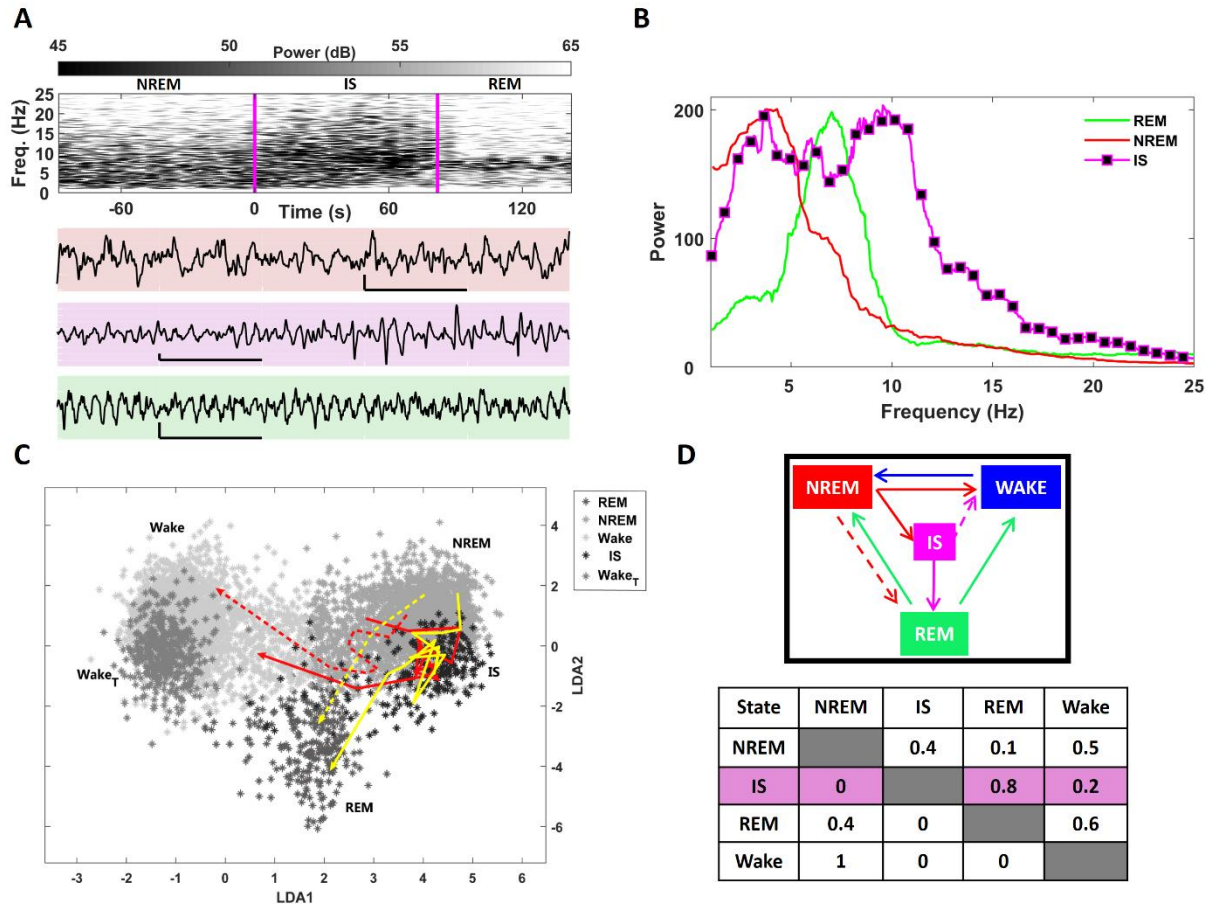 A
45 50 55 65
Power (dB)
NREM IS REM
25
20
15
10
5
0
Freq. (Hz)
-60 0 60 120
Time (s)
B
200
100
0
Power
5 10 15 20 25
Frequency (Hz)
REM
NREM
IS
C
Wake
NREM
WakeT
IS
REM
REM
NREM
Wake
IS
WakeT
4
2
0
-2
-4
-6
LDA2
-3 -2 -1 0 1 2 3 4 5 6
LDA1
D
NREM WAKE
IS
REM
State NREM IS REM Wake
NREM 0.4 0.1 0.5
IS 0 0.8 0.2
REM 0.4 0 0.6
Wake 1 0 0